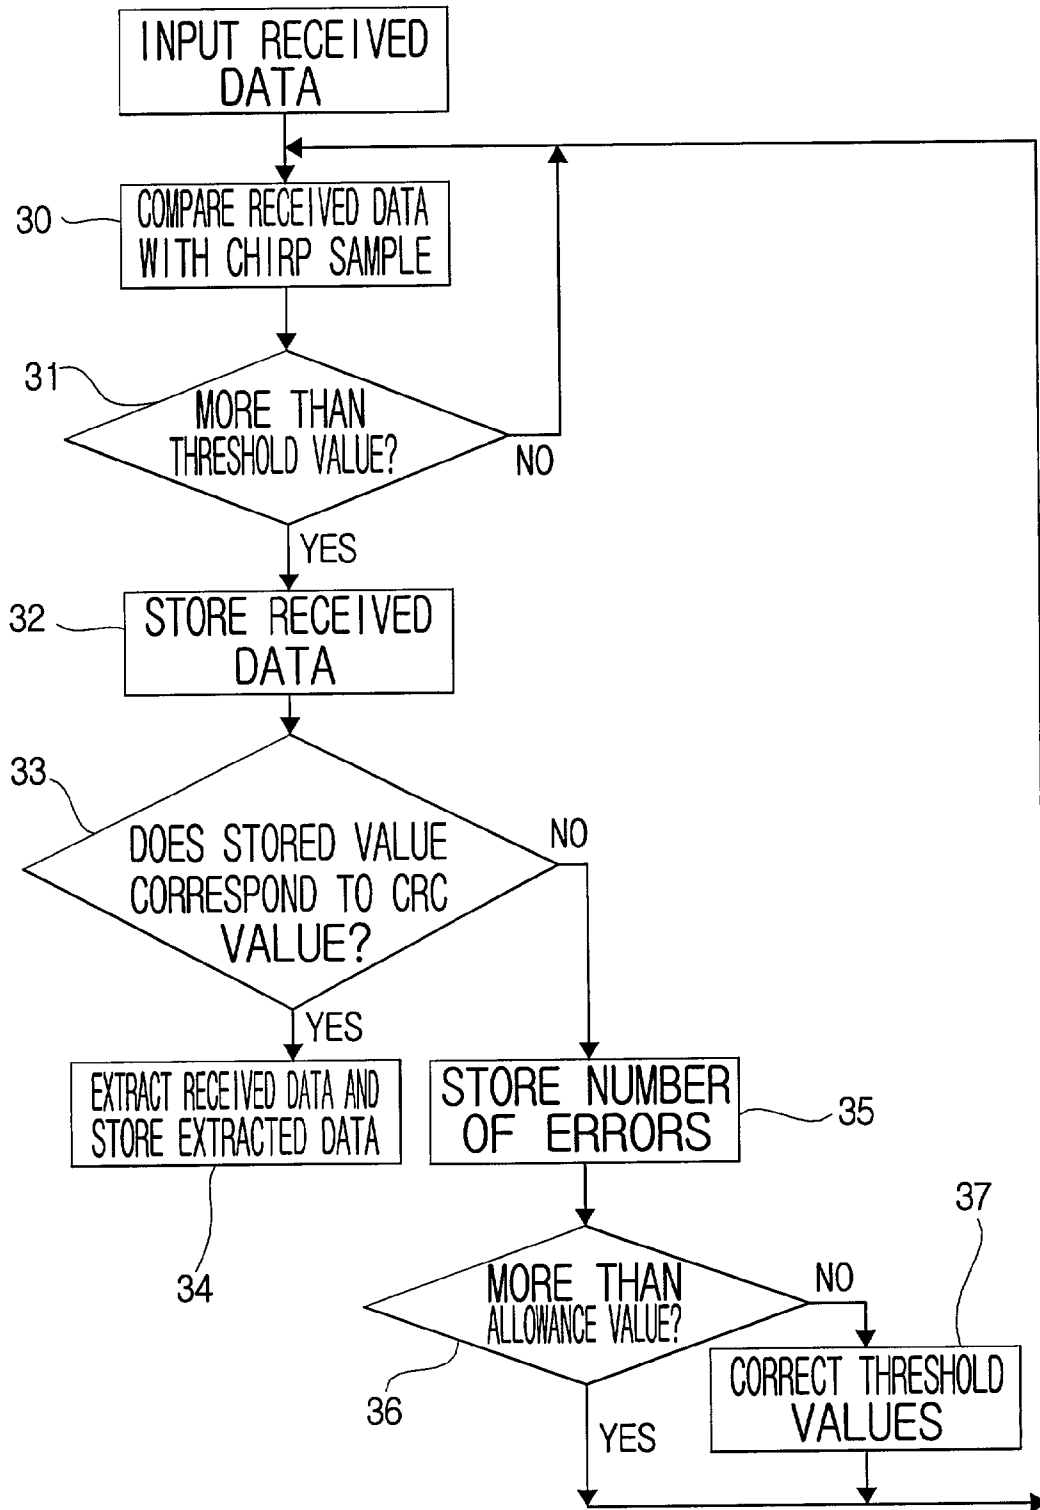 INPUT RECEIVED
DATA
30
COMPARE RECEIVED DATA
WITH CHIRP SAMPLE
31
MORE THAN
THRESHOLD VALUE?
NO
YES
32
STORE RECEIVED
DATA
33
DOES STORED VALUE
CORRESPOND TO CRC
VALUE?
NO
YES
EXTRACT RECEIVED DATA AND
STORE EXTRACTED DATA
34
STORE NUMBER
OF ERRORS
35
MORE THAN
ALLOWANCE VALUE?
36
NO
YES
37
CORRECT THRESHOLD
VALUES